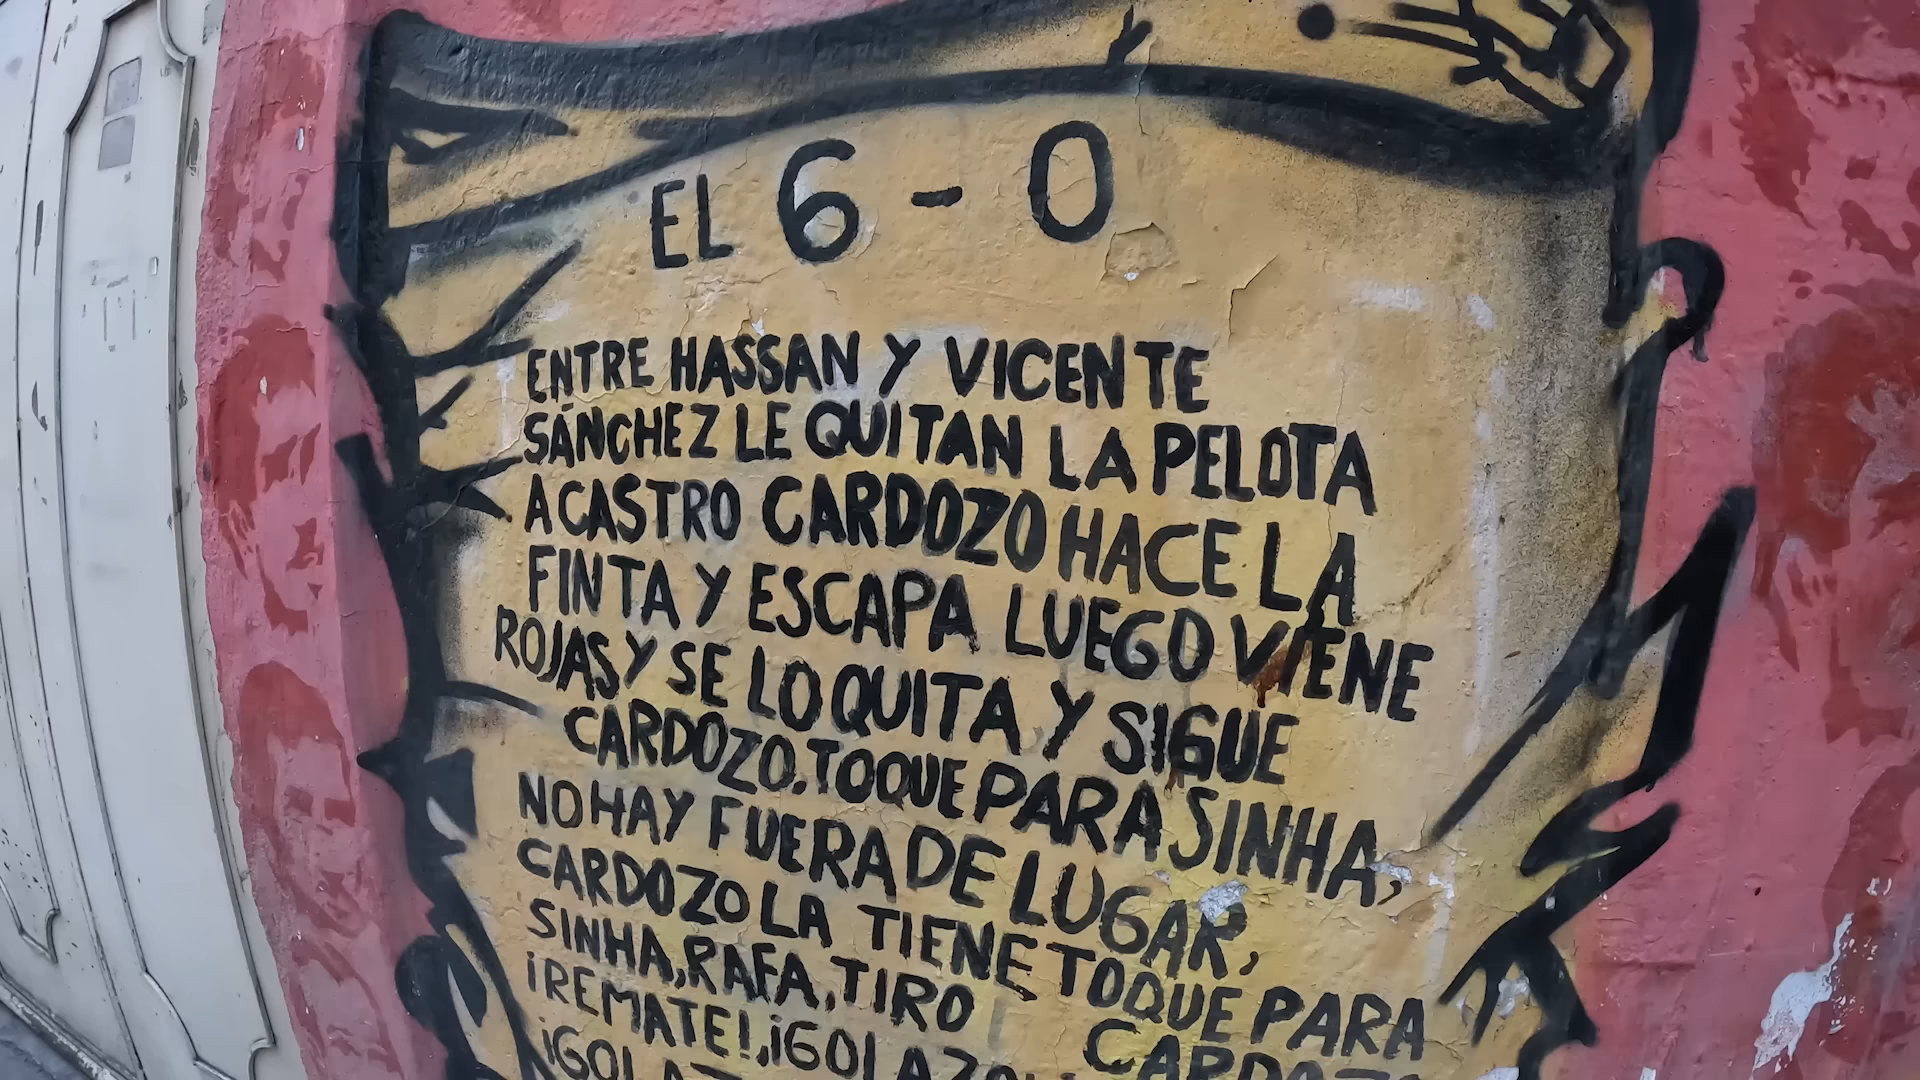 EL 6-0
ENTRE HASSAN Y VICENTE
SÁNCHEZ LE QUITAN LA PELOTA
A CASTRO CARDOZO HACE LA
FINTA Y ESCAPA LUEGO VIENE
ROJAS Y SE LO QUITA Y SIGUE
CARDOZO. TOQUE PARA SINHA,
NO HAY FUERA DE LUGAR,
CARDOZO LA TIENE TOQUE PARA
SINHA, RAFA, TIRO CARDOZO
¡REMATE!, ¡GOLAZO